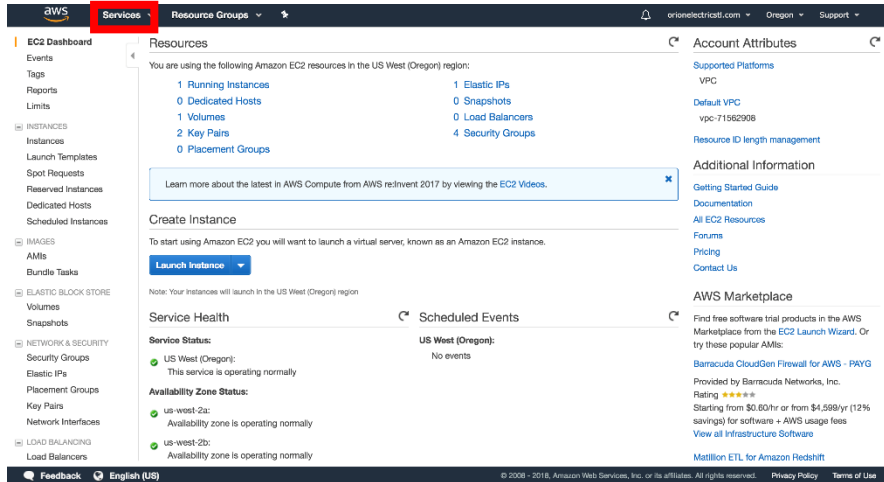 aws
Services
Resource Groups
orionelectricstl.com
Oregon
Support
EC2 Dashboard
Events
Tags
Reports
Limits
INSTANCES
Instances
Launch Templates
Spot Requests
Reserved Instances
Dedicated Hosts
Scheduled Instances
IMAGES
AMIs
Bundle Tasks
ELASTIC BLOCK STORE
Volumes
Snapshots
NETWORK & SECURITY
Security Groups
Elastic IPs
Placement Groups
Key Pairs
Network Interfaces
LOAD BALANCING
Load Balancers
Resources
You are using the following Amazon EC2 resources in the US West (Oregon) region:
1 Running Instances
0 Dedicated Hosts
1 Volumes
2 Key Pairs
0 Placement Groups
1 Elastic IPs
0 Snapshots
0 Load Balancers
4 Security Groups
Learn more about the latest in AWS Compute from AWS re:Invent 2017 by viewing the EC2 Videos.
Create Instance
To start using Amazon EC2 you will want to launch a virtual server, known as an Amazon EC2 instance.
Launch Instance
Note: Your instances will launch in the US West (Oregon) region
Service Health
Service Status:
US West (Oregon):
This service is operating normally
Availability Zone Status:
us-west-2a:
Availability zone is operating normally
us-west-2b:
Availability zone is operating normally
Scheduled Events
US West (Oregon):
No events
Account Attributes
Supported Platforms
VPC
Default VPC
vpc-71562908
Resource ID length management
Additional Information
Getting Started Guide
Documentation
All EC2 Resources
Forums
Pricing
Contact Us
AWS Marketplace
Find free software trial products in the AWS
Marketplace from the EC2 Launch Wizard. Or
try these popular AMIs:
Barracuda CloudGen Firewall for AWS - PAYG
Provided by Barracuda Networks, Inc.
Rating
Starting from $0.60/hr or from $4,599/yr (12%
savings) for software + AWS usage fees
View all Infrastructure Software
Matillion ETL for Amazon Redshift
Feedback
English (US)
© 2008 - 2018, Amazon Web Services, Inc. or its affiliates. All rights reserved.
Privacy Policy
Terms of Use